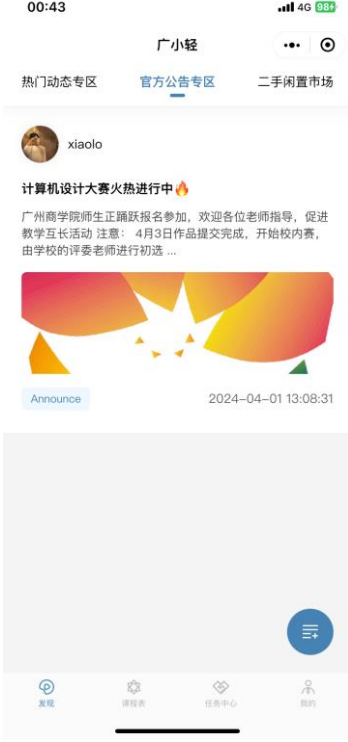 00:43
4G 98
广小轻
热门动态专区 官方公告专区 二手闲置市场
xiaolo
计算机设计大赛火热进行中🔥
广州商学院师生正踊跃报名参加，欢迎各位老师指导，促进
教学互长活动 注意： 4月3日作品提交完成，开始校内赛，
由学校的评委老师进行初选 ...
Announce 2024-04-01 13:08:31
发现 课程表 任务中心 我的